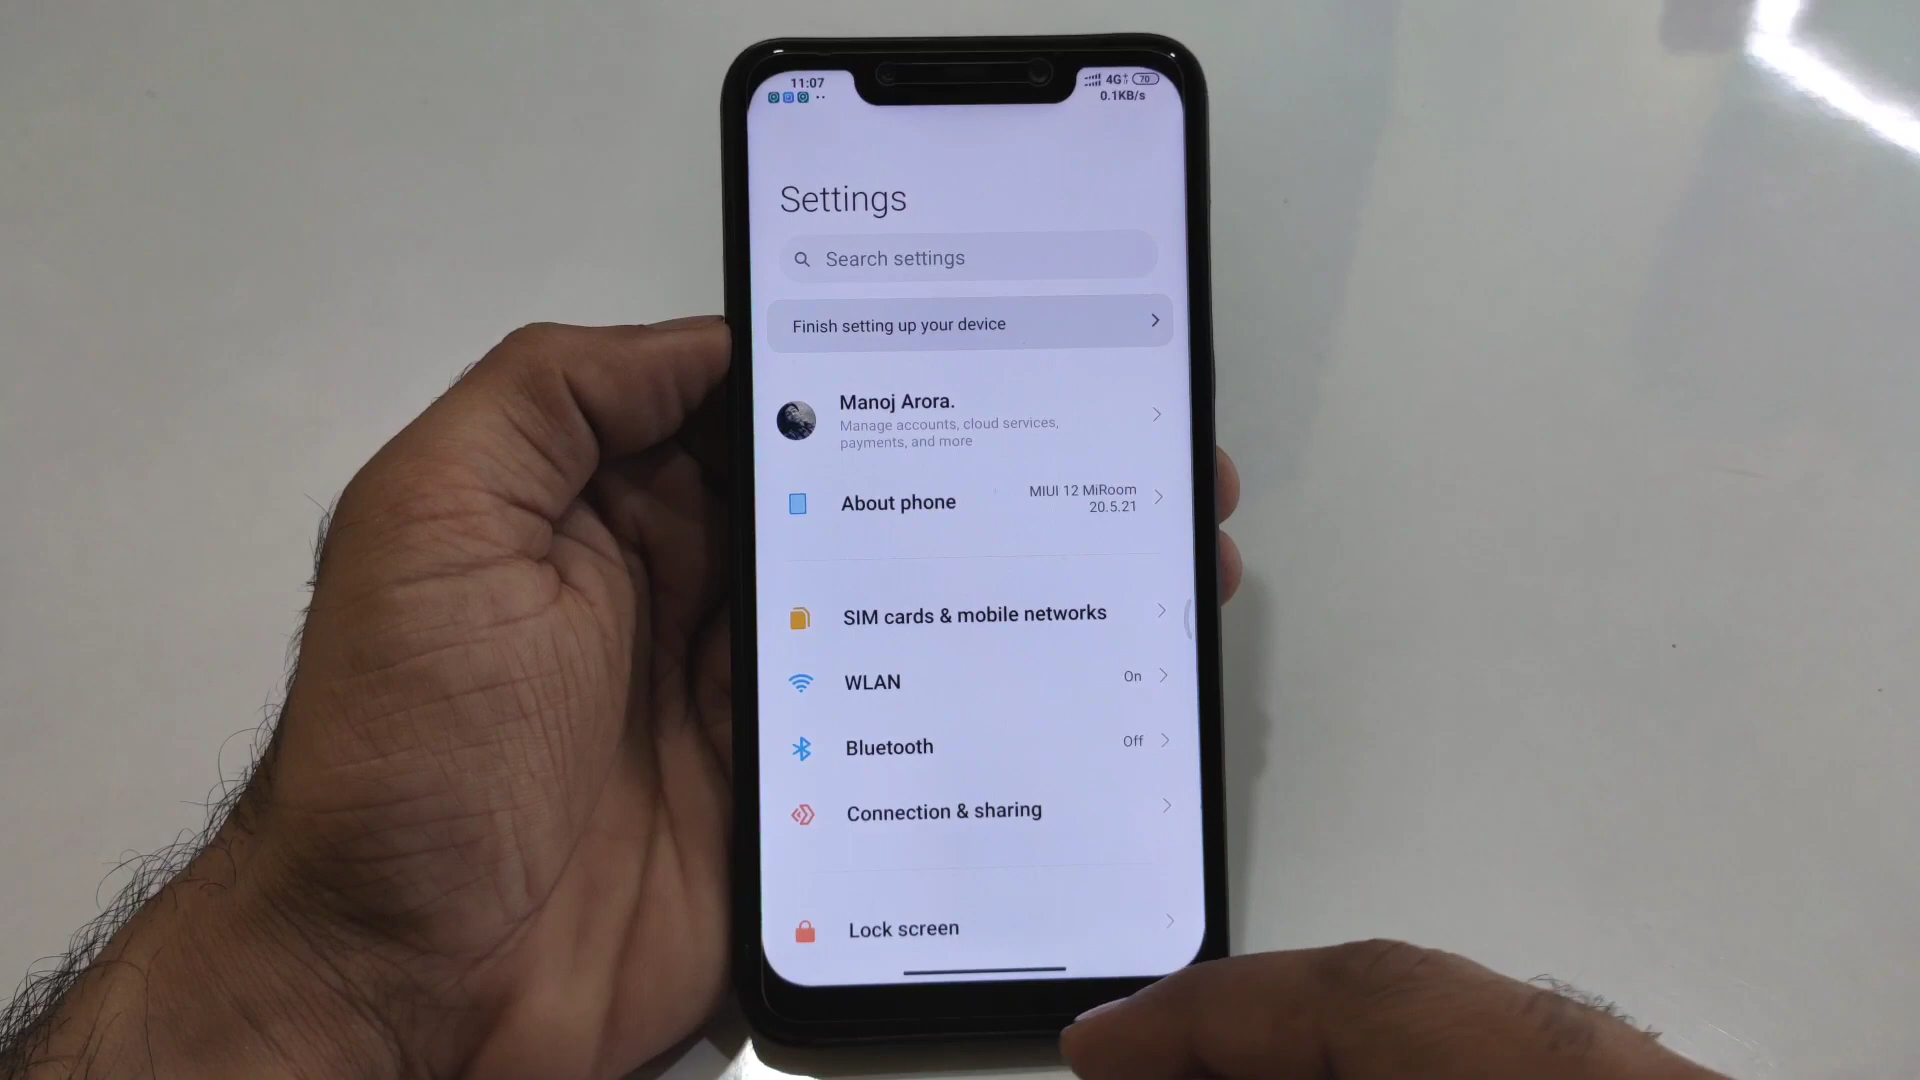 11:07
4G
70
0.1KB/s
Settings
Search settings
Finish setting up your device
Manoj Arora.
Manage accounts, cloud services,
payments, and more
About phone
MIUI 12 MiRoom
20.5.21
SIM cards & mobile networks
WLAN
On
Bluetooth
Off
Connection & sharing
Lock screen